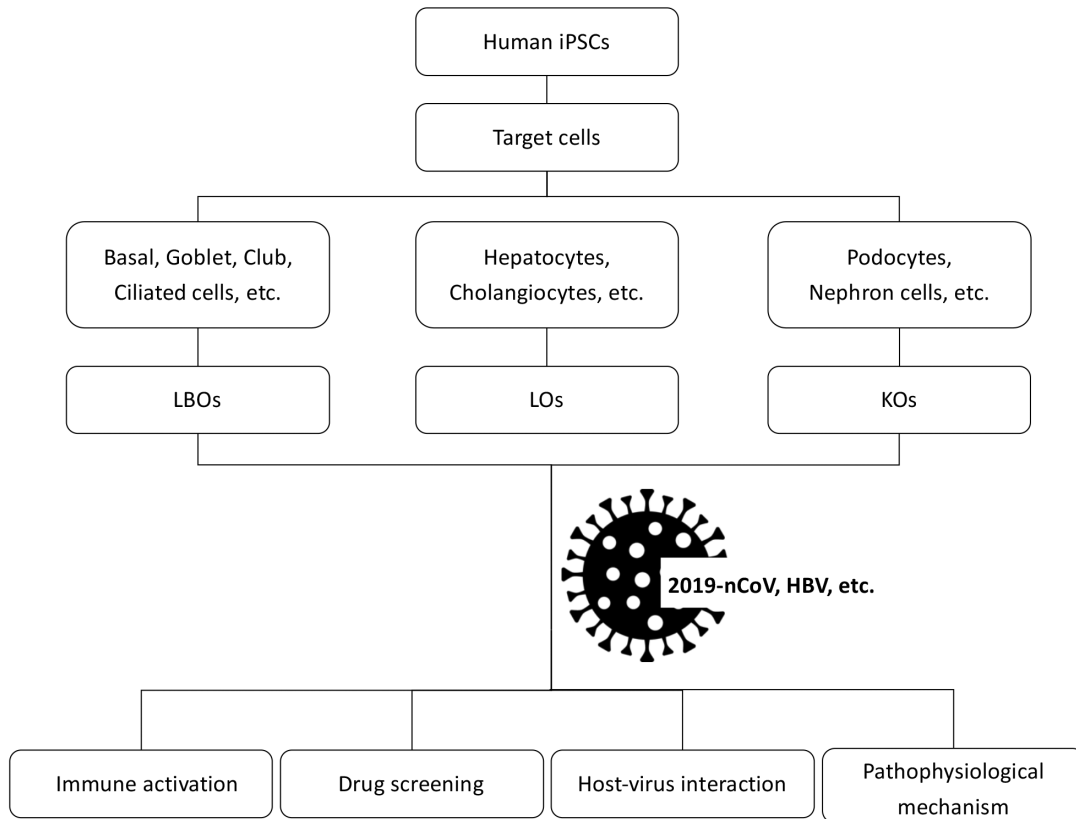 Human iPSCs
Target cells
Basal, Goblet, Club,
Ciliated cells, etc.
Hepatocytes,
Cholangiocytes, etc.
Podocytes,
Nephron cells, etc.
LBOs
LOs
KOs
2019-nCoV, HBV, etc.
Immune activation
Drug screening
Host-virus interaction
Pathophysiological
mechanism